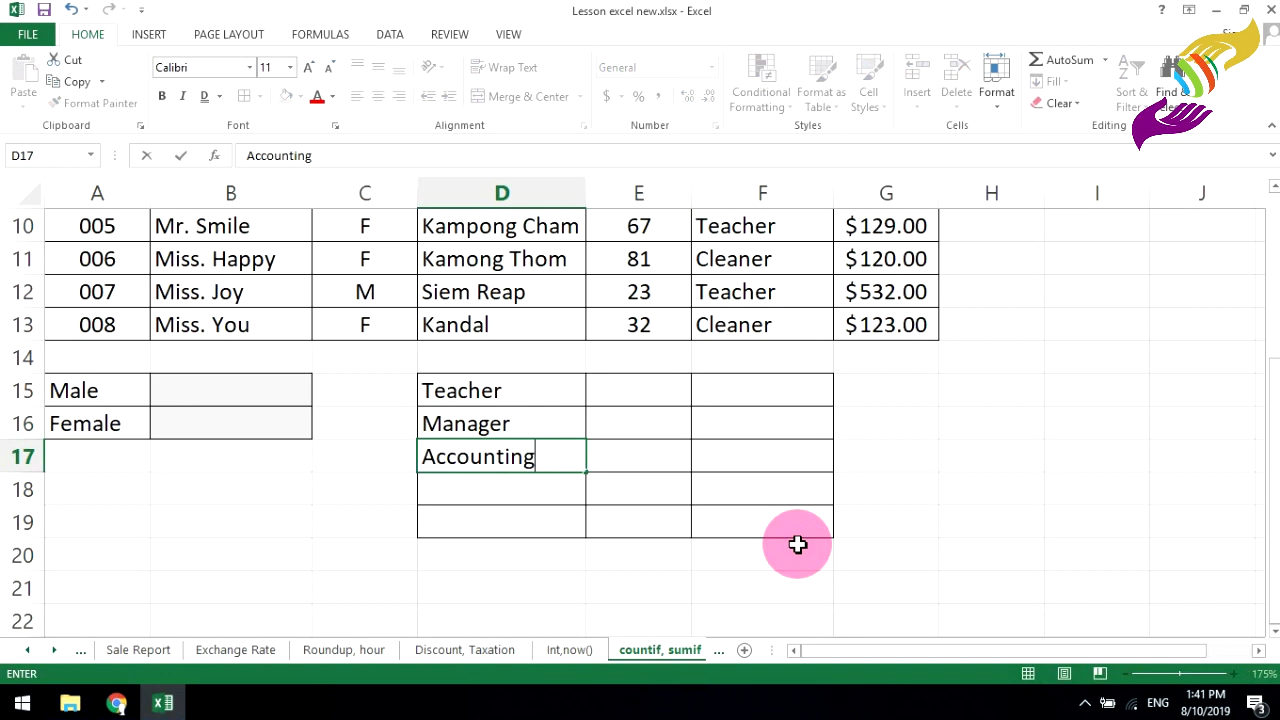 Lesson excel new.xlsx - Excel
?
FILE HOME INSERT PAGE LAYOUT FORMULAS DATA REVIEW VIEW
Cut
Copy
Format Painter
Paste
Clipboard
Calibri 11
B I D A
Font
Wrap Text
Merge & Center
Alignment
General
$ % ,
Number
Conditional Formatting
Format as Table
Cell Styles
Styles
Insert Delete Format
Cells
AutoSum
Fill
Clear
Sort & Filter
Find &
Editing
D17 fx Accounting
A B C D E F G H I J
10 005 Mr. Smile F Kampong Cham 67 Teacher $129.00
11 006 Miss. Happy F Kamong Thom 81 Cleaner $120.00
12 007 Miss. Joy M Siem Reap 23 Teacher $532.00
13 008 Miss. You F Kandal 32 Cleaner $123.00
14
15 Male Teacher
16 Female Manager
17 Accounting
18
19
20
21
22
... Sale Report Exchange Rate Roundup, hour Discount, Taxation Int,now() countif, sumif ...
ENTER 175%
ENG 1:41 PM
8/10/2019 3